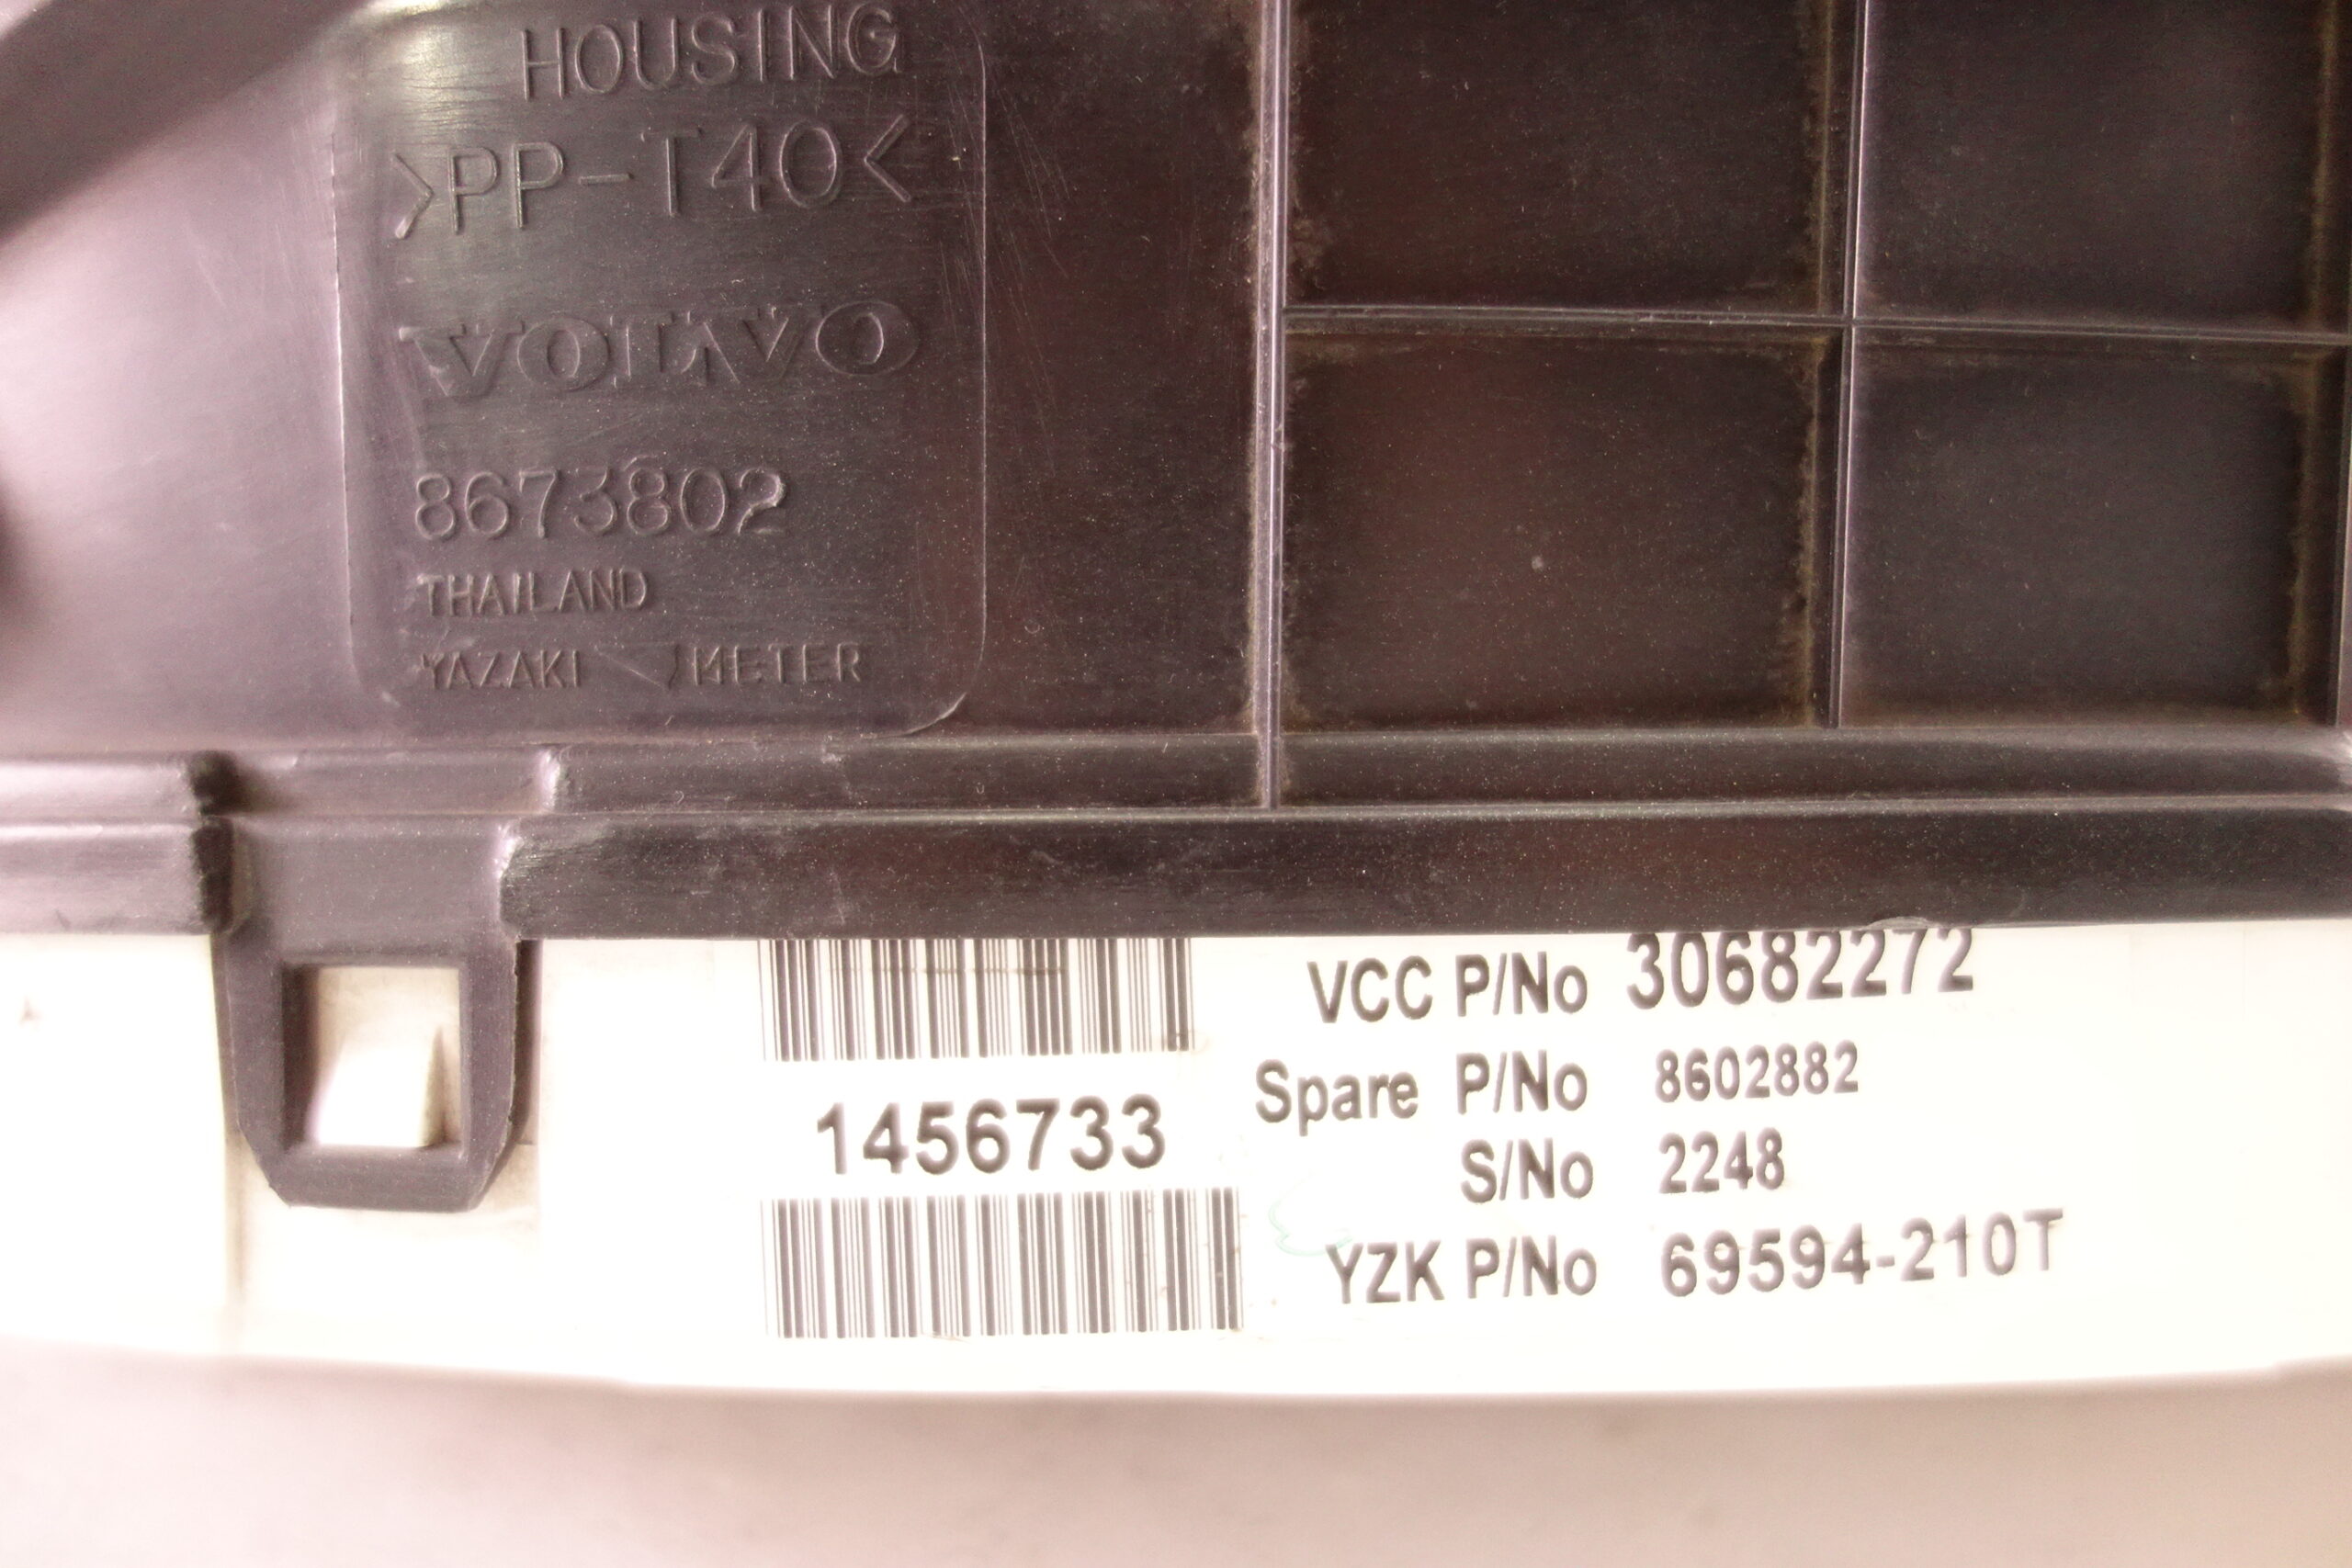 HOUSING
>PP-T40<
VOLVO
8673802
THAILAND
YAZAKI METER
1456733
VCC P/No 30682272
Spare P/No 8602882
S/No 2248
YZK P/No 69594-210T